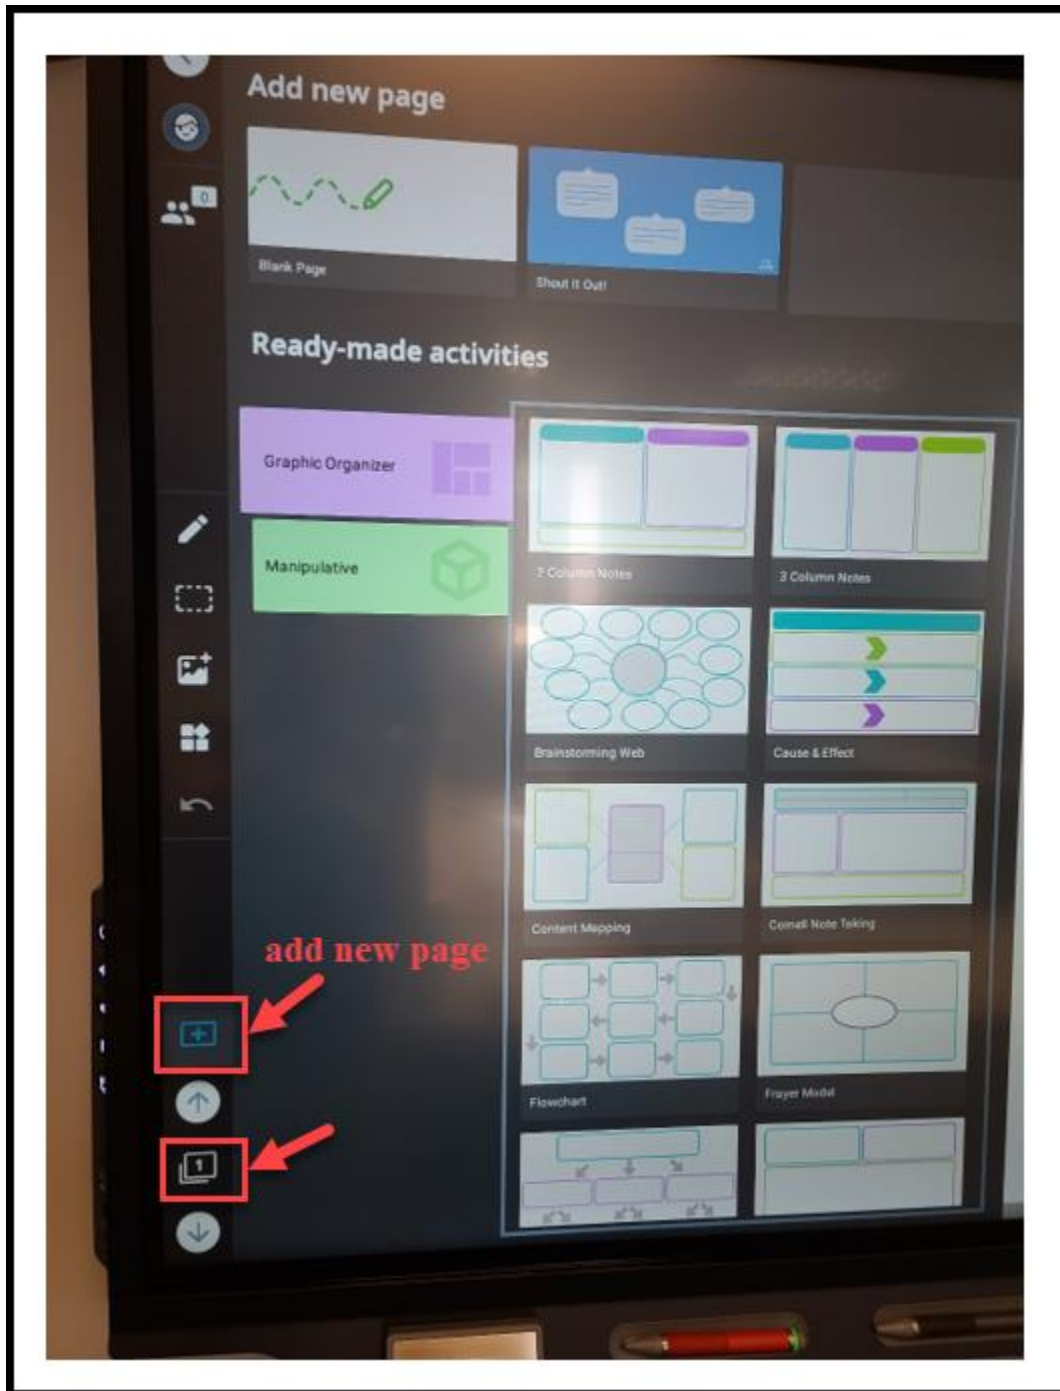 Add new page
0
Blank Page
Shout It Out!
Ready-made activities
Graphic Organizer
Manipulative
2 Column Notes
3 Column Notes
Brainstorming Web
Cause & Effect
Content Mapping
Cornell Note Taking
add new page
Flowchart
Frayer Model
1